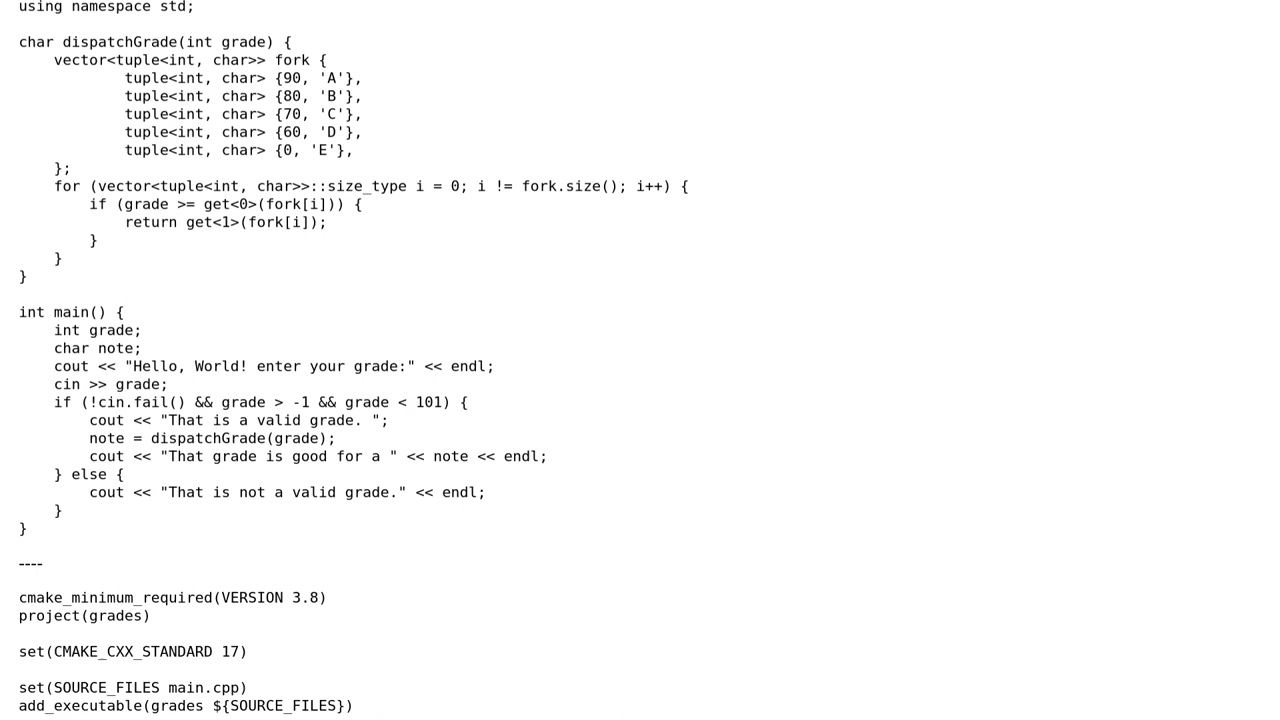 using namespace std;

char dispatchGrade(int grade) {
    vector<tuple<int, char>> fork {
            tuple<int, char> {90, 'A'},
            tuple<int, char> {80, 'B'},
            tuple<int, char> {70, 'C'},
            tuple<int, char> {60, 'D'},
            tuple<int, char> {0, 'E'},
    };
    for (vector<tuple<int, char>>::size_type i = 0; i != fork.size(); i++) {
        if (grade >= get<0>(fork[i])) {
            return get<1>(fork[i]);
        }
    }
}

int main() {
    int grade;
    char note;
    cout << "Hello, World! enter your grade:" << endl;
    cin >> grade;
    if (!cin.fail() && grade > -1 && grade < 101) {
        cout << "That is a valid grade. ";
        note = dispatchGrade(grade);
        cout << "That grade is good for a " << note << endl;
    } else {
        cout << "That is not a valid grade." << endl;
    }
}

----

cmake_minimum_required(VERSION 3.8)
project(grades)

set(CMAKE_CXX_STANDARD 17)

set(SOURCE_FILES main.cpp)
add_executable(grades ${SOURCE_FILES})